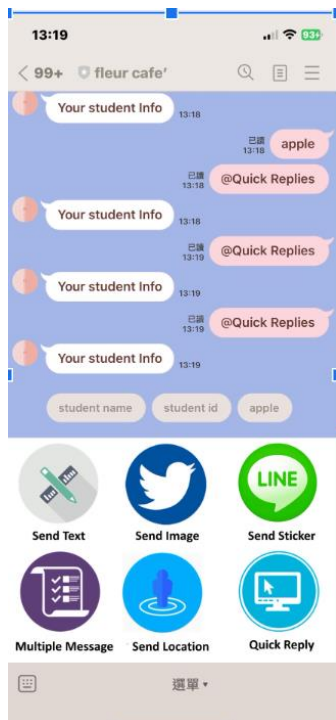 13:19
93
99+ fleur cafe'
Your student Info
13:18
已讀
13:18
apple
已讀
13:18
@Quick Replies
Your student Info
13:18
已讀
13:19
@Quick Replies
Your student Info
13:19
已讀
13:19
@Quick Replies
Your student Info
13:19
student name student id apple
LINE
Send Text Send Image Send Sticker
Multiple Message Send Location Quick Reply
選單